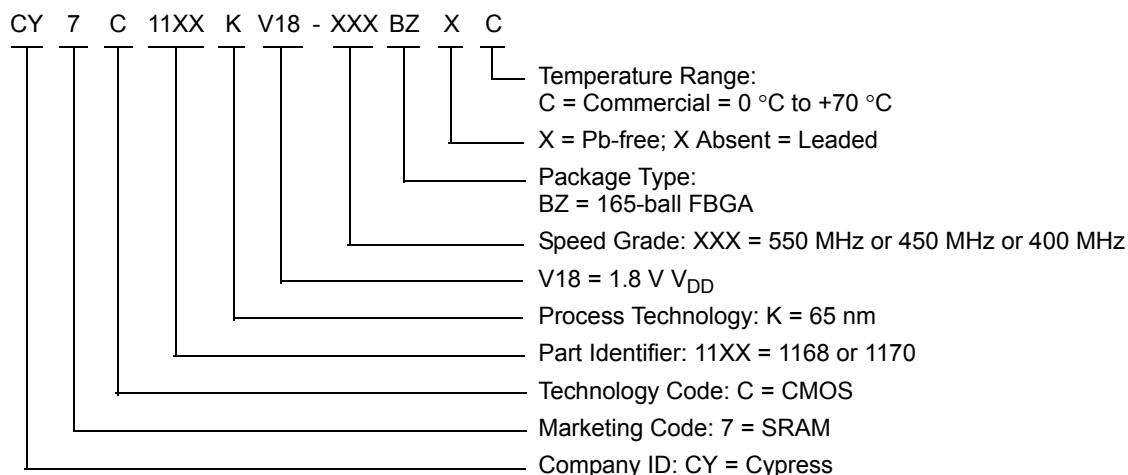 CY 7 C 11XX K V18 - XXX BZ X C
Temperature Range:
C = Commercial = 0 °C to +70 °C
X = Pb-free; X Absent = Leaded
Package Type:
BZ = 165-ball FBGA
Speed Grade: XXX = 550 MHz or 450 MHz or 400 MHz
V18 = 1.8 V VDD
Process Technology: K = 65 nm
Part Identifier: 11XX = 1168 or 1170
Technology Code: C = CMOS
Marketing Code: 7 = SRAM
Company ID: CY = Cypress